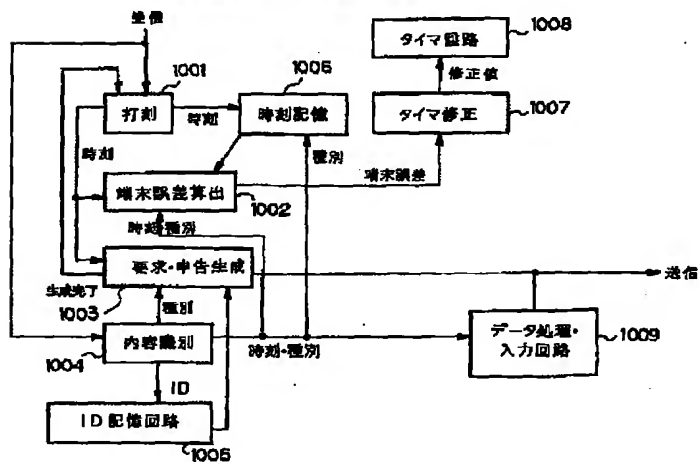 受信
1001
打刻
時刻
1006
時刻記憶
タイマ回路
1008
修正値
タイマ修正
1007
時刻
種別
端末誤差算出
1002
端末誤差
時刻・種別
要求・申告生成
送信
生成完了
1003
種別
内容識別
1004
時刻・種別
データ処理・
入力回路
1009
ID
ID記憶回路
1005